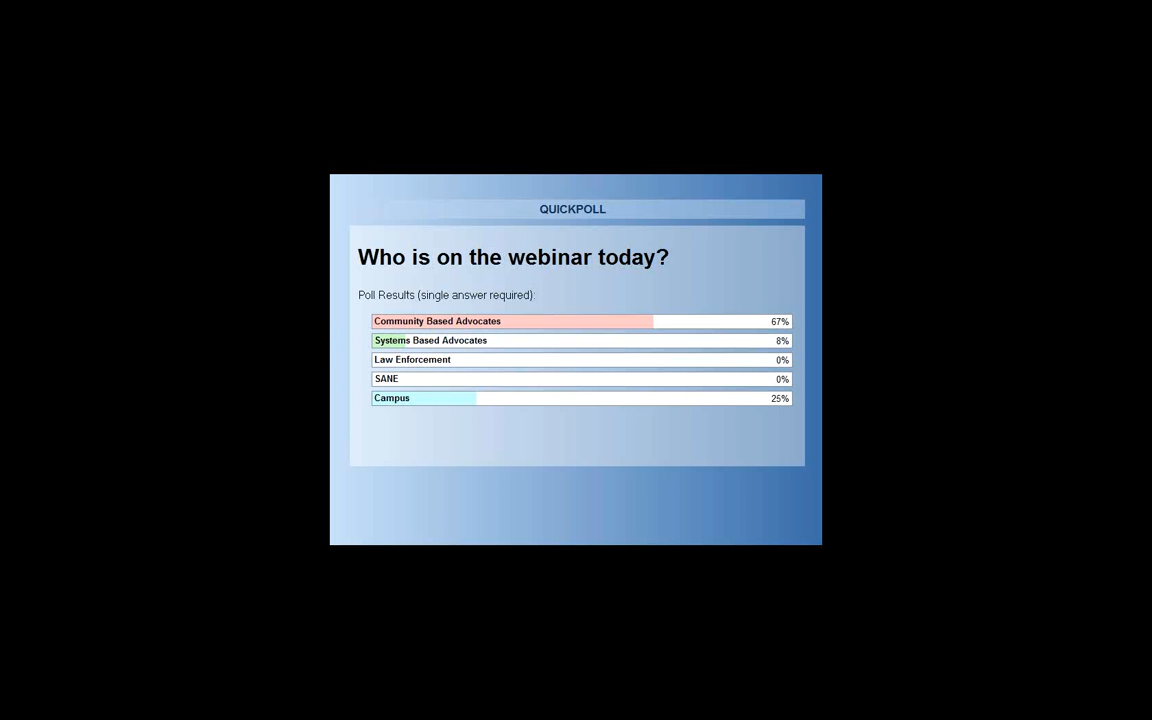 QUICKPOLL
Who is on the webinar today?
Poll Results (single answer required):
Community Based Advocates 67%
Systems Based Advocates 8%
Law Enforcement 0%
SANE 0%
Campus 25%